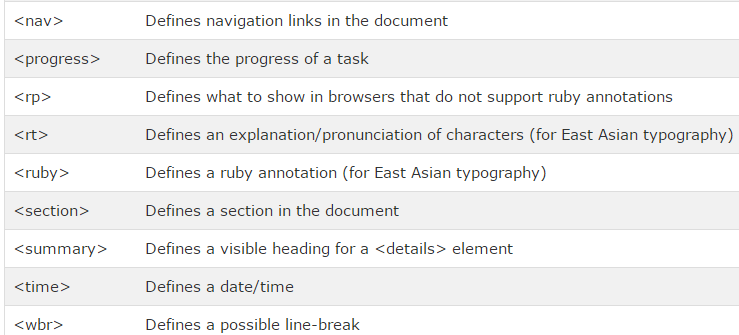 <nav> Defines navigation links in the document
<progress> Defines the progress of a task
<rp> Defines what to show in browsers that do not support ruby annotations
<rt> Defines an explanation/pronunciation of characters (for East Asian typography)
<ruby> Defines a ruby annotation (for East Asian typography)
<section> Defines a section in the document
<summary> Defines a visible heading for a <details> element
<time> Defines a date/time
<wbr> Defines a possible line-break